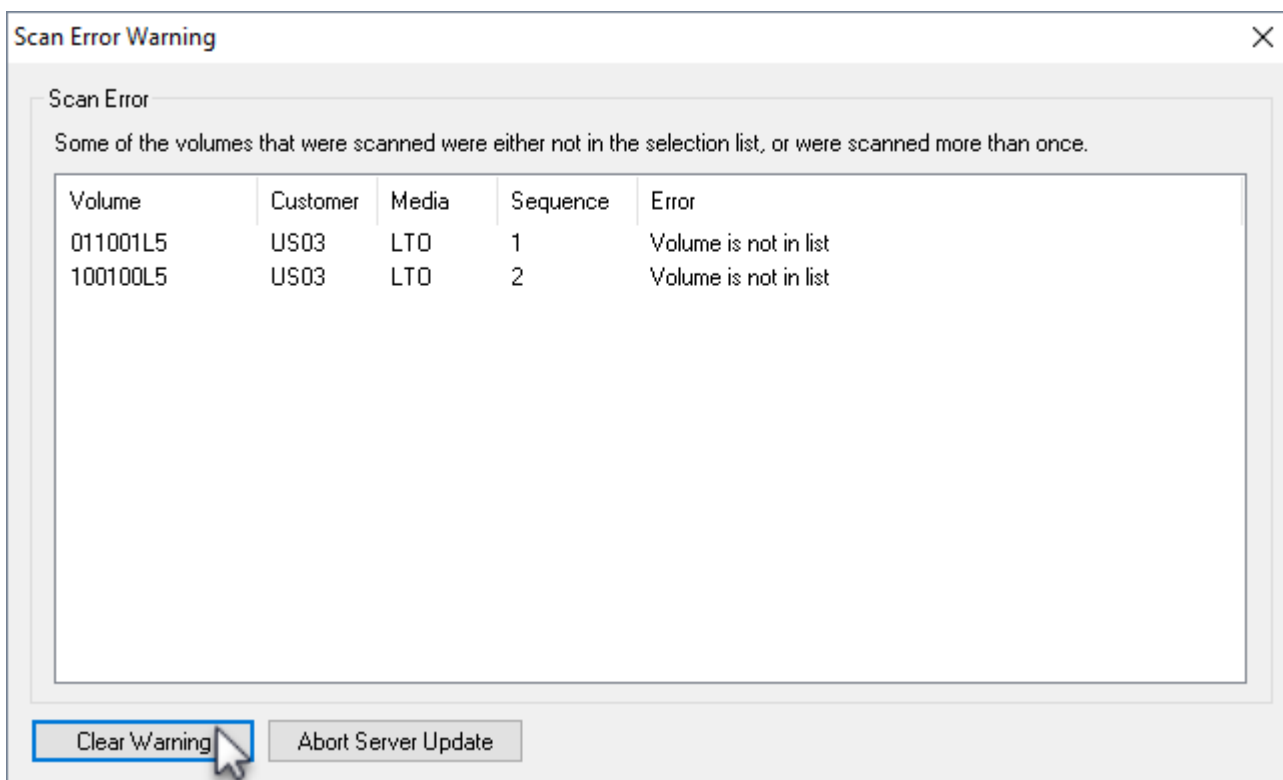 Scan Error Warning
Scan Error
Some of the volumes that were scanned were either not in the selection list, or were scanned more than once.
Volume Customer Media Sequence Error
011001L5 US03 LTO 1 Volume is not in list
100100L5 US03 LTO 2 Volume is not in list
Clear Warning Abort Server Update